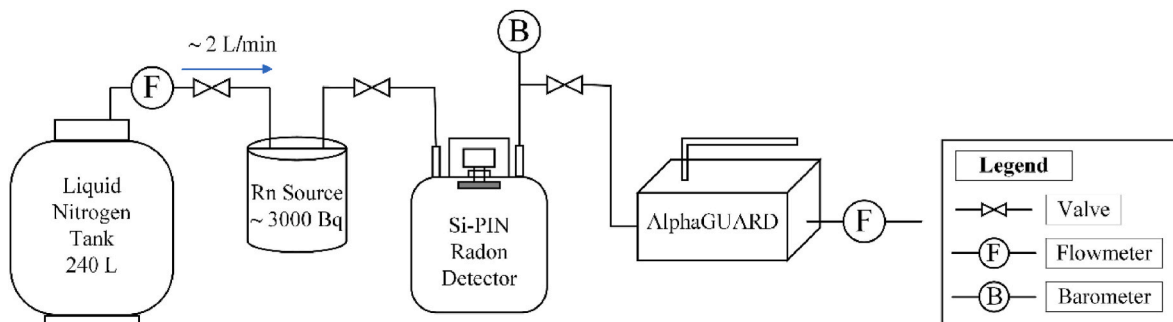 ~ 2 L/min
F
B
Liquid
Nitrogen
Tank
240 L
Rn Source
~ 3000 Bq
Si-PIN
Radon
Detector
AlphaGUARD
F
Legend
Valve
F Flowmeter
B Barometer